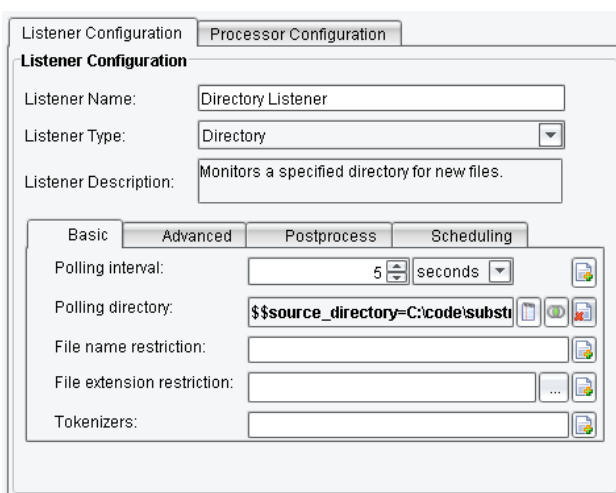 Listener Configuration Processor Configuration
Listener Configuration
Listener Name: Directory Listener
Listener Type: Directory
Listener Description: Monitors a specified directory for new files.
Basic Advanced Postprocess Scheduling
Polling interval: 5 seconds
Polling directory: $$source_directory=C:\code\substi
File name restriction:
File extension restriction: ...
Tokenizers: